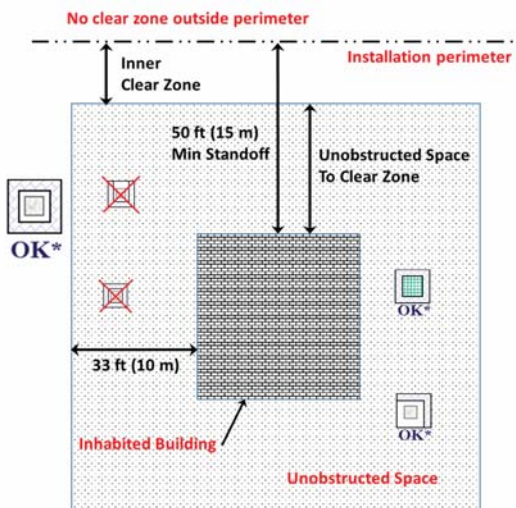 No clear zone outside perimeter
Installation perimeter
Inner
Clear Zone
50 ft (15 m)
Min Standoff
Unobstructed Space
To Clear Zone
OK*
OK*
33 ft (10 m)
OK*
Inhabited Building
Unobstructed Space